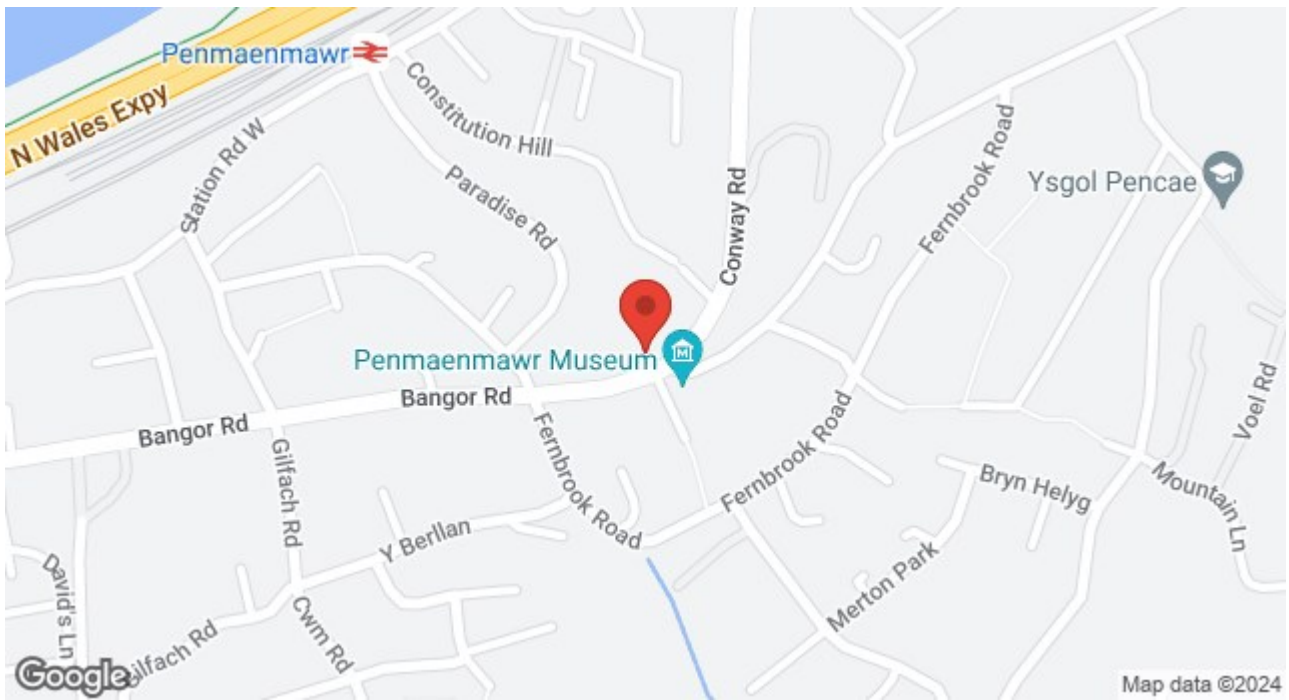 Penmaenmawr
N Wales Expy
Constitution Hill
Station Rd W
Paradise Rd
Conway Rd
Fernbrook Road
Ysgol Pencae
Penmaenmawr Museum
Bangor Rd
Bangor Rd
Gilfach Rd
Fernbrook Road
Fernbrook Road
Voel Rd
Bryn Helyg
Mountain Ln
Y Berllan
David's Ln
Cwm Rd
Gilfach Rd
Merton Park
Google
Map data ©2024